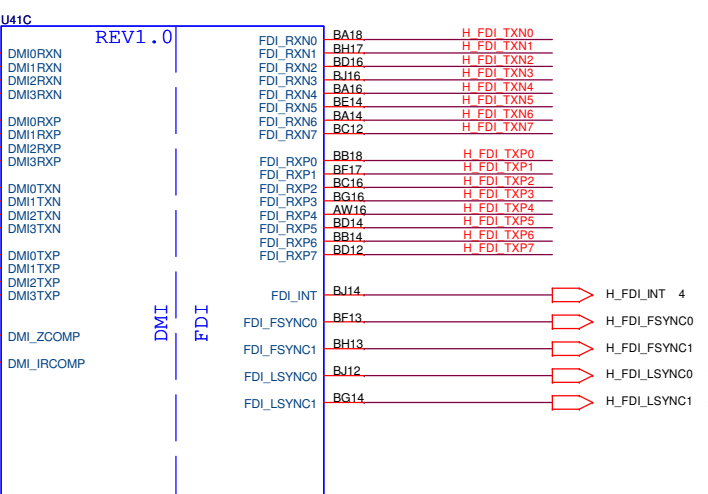 U41C
REV1.0
DMI0RXN
DMI1RXN
DMI2RXN
DMI3RXN
DMI0RXP
DMI1RXP
DMI2RXP
DMI3RXP
DMI0TXN
DMI1TXN
DMI2TXN
DMI3TXN
DMI0TXP
DMI1TXP
DMI2TXP
DMI3TXP
DMI_ZCOMP
DMI_IRCOMP
DMI
FDI
FDI_RXN0 BA18 H_FDI_TXN0
FDI_RXN1 BH17 H_FDI_TXN1
FDI_RXN2 BD16 H_FDI_TXN2
FDI_RXN3 BJ16 H_FDI_TXN3
FDI_RXN4 BA16 H_FDI_TXN4
FDI_RXN5 BE14 H_FDI_TXN5
FDI_RXN6 BA14 H_FDI_TXN6
FDI_RXN7 BC12 H_FDI_TXN7
FDI_RXP0 BB18 H_FDI_TXP0
FDI_RXP1 BF17 H_FDI_TXP1
FDI_RXP2 BC16 H_FDI_TXP2
FDI_RXP3 BG16 H_FDI_TXP3
FDI_RXP4 AW16 H_FDI_TXP4
FDI_RXP5 BD14 H_FDI_TXP5
FDI_RXP6 BB14 H_FDI_TXP6
FDI_RXP7 BD12 H_FDI_TXP7
FDI_INT BJ14 H_FDI_INT 4
FDI_FSYNC0 BF13 H_FDI_FSYNC0
FDI_FSYNC1 BH13 H_FDI_FSYNC1
FDI_LSYNC0 BJ12 H_FDI_LSYNC0
FDI_LSYNC1 BG14 H_FDI_LSYNC1